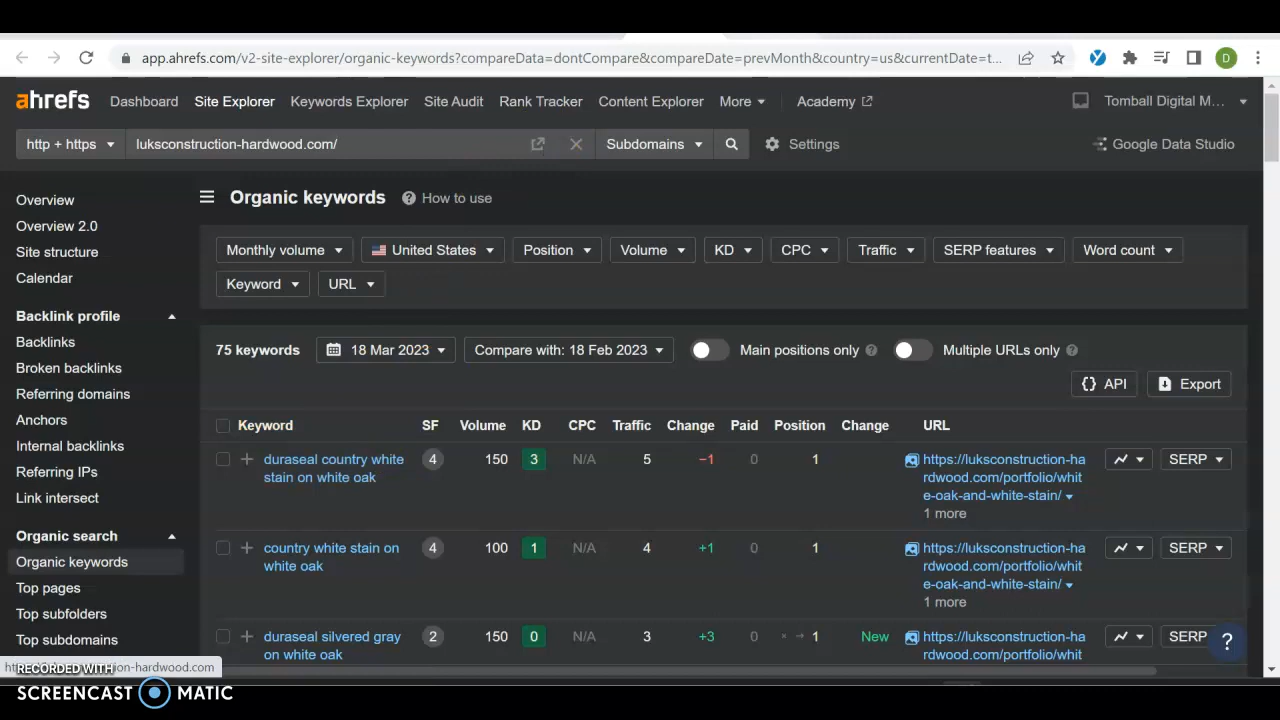 app.ahrefs.com/v2-site-explorer/organic-keywords?compareData=dontCompare&compareDate=prevMonth&country=us&currentDate=t...
D
ahrefs Dashboard Site Explorer Keywords Explorer Site Audit Rank Tracker Content Explorer More Academy Tomball Digital M...
http + https luksconstruction-hardwood.com/ Subdomains Settings Google Data Studio
Overview
Overview 2.0
Site structure
Calendar
Backlink profile
Backlinks
Broken backlinks
Referring domains
Anchors
Internal backlinks
Referring IPs
Link intersect
Organic search
Organic keywords
Top pages
Top subfolders
Top subdomains
Organic keywords ? How to use
Monthly volume United States Position Volume KD CPC Traffic SERP features Word count
Keyword URL
75 keywords 18 Mar 2023 Compare with: 18 Feb 2023 Main positions only ? Multiple URLs only ?
{} API Export
Keyword SF Volume KD CPC Traffic Change Paid Position Change URL
duraseal country white 4 150 3 N/A 5 −1 0 1 https://luksconstruction-ha SERP
stain on white oak rdwood.com/portfolio/whit
e-oak-and-white-stain/
1 more
country white stain on 4 100 1 N/A 4 +1 0 1 https://luksconstruction-ha SERP
white oak rdwood.com/portfolio/whit
e-oak-and-white-stain/
1 more
duraseal silvered gray 2 150 0 N/A 3 +3 0 → 1 New https://luksconstruction-ha SERP
on white oak rdwood.com/portfolio/whit
?
RECORDED WITH
SCREENCAST MATIC